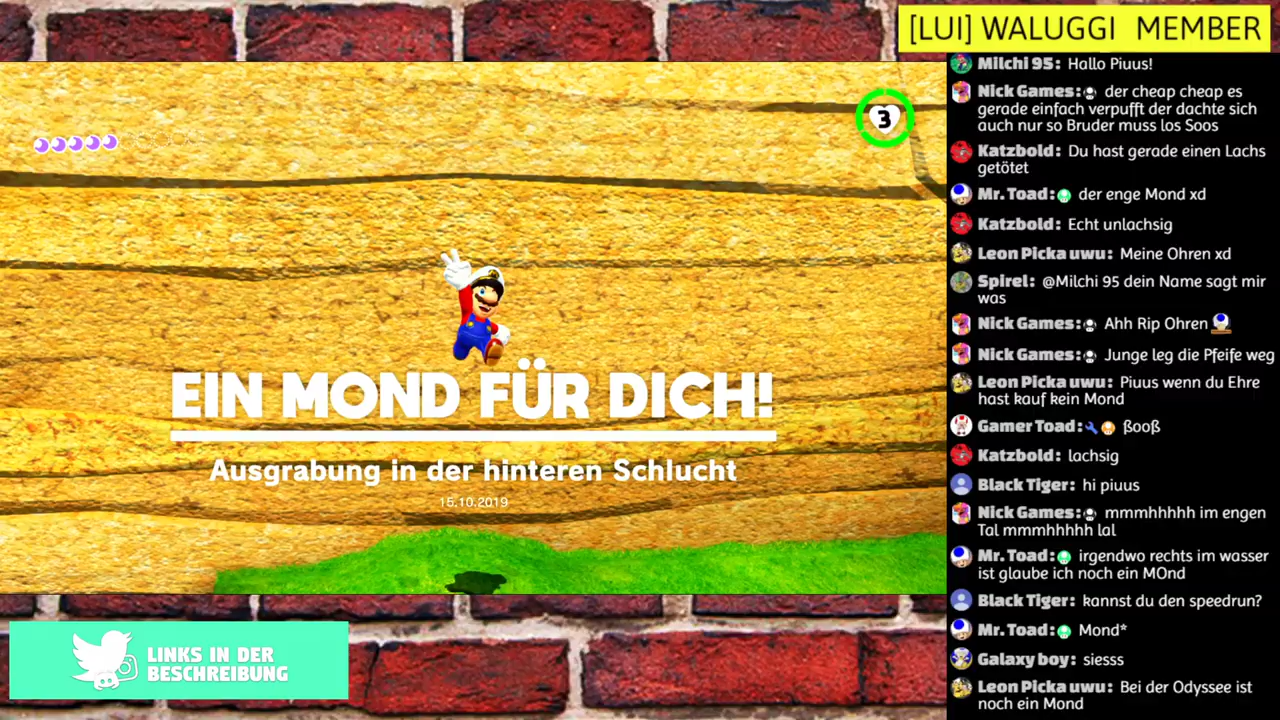 [LUI] WALUGGI MEMBER
3
EIN MOND FÜR DICH!
Ausgrabung in der hinteren Schlucht
15.10.2019
LINKS IN DER
BESCHREIBUNG
Milchi 95: Hallo Piuus!
Nick Games: der cheap cheap es
gerade einfach verpufft der dachte sich
auch nur so Bruder muss los Soos
Katzbold: Du hast gerade einen Lachs
getötet
Mr. Toad: der enge Mond xd
Katzbold: Echt unlachsig
Leon Picka uwu: Meine Ohren xd
Spirel: @Milchi 95 dein Name sagt mir
was
Nick Games: Ahh Rip Ohren
Nick Games: Junge leg die Pfeife weg
Leon Picka uwu: Piuus wenn du Ehre
hast kauf kein Mond
Gamer Toad: ßooß
Katzbold: lachsig
Black Tiger: hi piuus
Nick Games: mmmhhhhh im engen
Tal mmmhhhhh lal
Mr. Toad: irgendwo rechts im wasser
ist glaube ich noch ein MOnd
Black Tiger: kannst du den speedrun?
Mr. Toad: Mond*
Galaxy boy: siesss
Leon Picka uwu: Bei der Odyssee ist
noch ein Mond